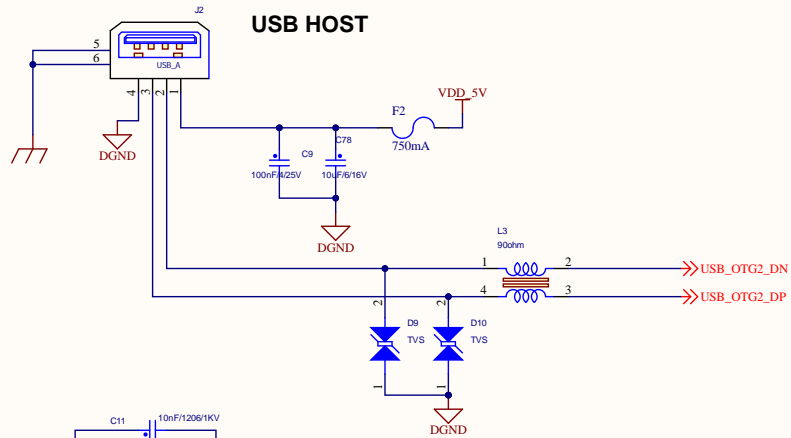 J2
USB HOST
5
6
USB_A
4
3
2
1
DGND
VDD_5V
F2
750mA
C78
C9
100nF/4/25V
10uF/6/16V
DGND
L3
90ohm
1
2
USB_OTG2_DN
4
3
USB_OTG2_DP
2
2
D9
TVS
D10
TVS
1
1
DGND
C11
10nF/1206/1KV